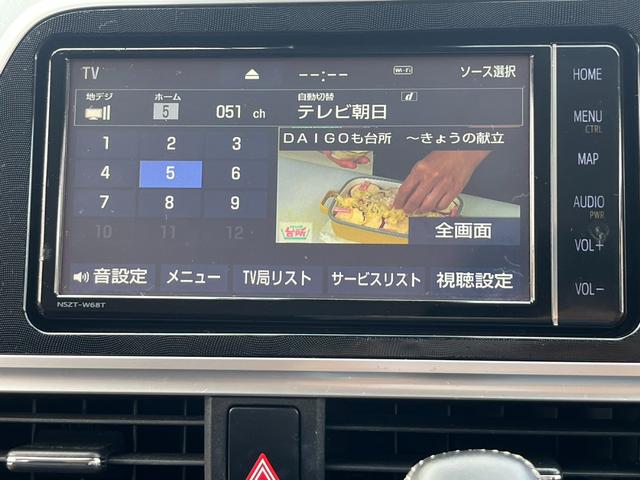 TV
⏏
--:--
Wi-Fi
ソース選択
地デジ
ホーム
5
051 ch
自動切替
d
テレビ朝日
1 2 3
4 5 6
7 8 9
10 11 12
DAIGOも台所 ～きょうの献立
台所
全画面
音設定
メニュー
TV局リスト
サービスリスト
視聴設定
NSZT-W68T
HOME
MENU
CTRL
MAP
AUDIO
PWR
VOL+
VOL-